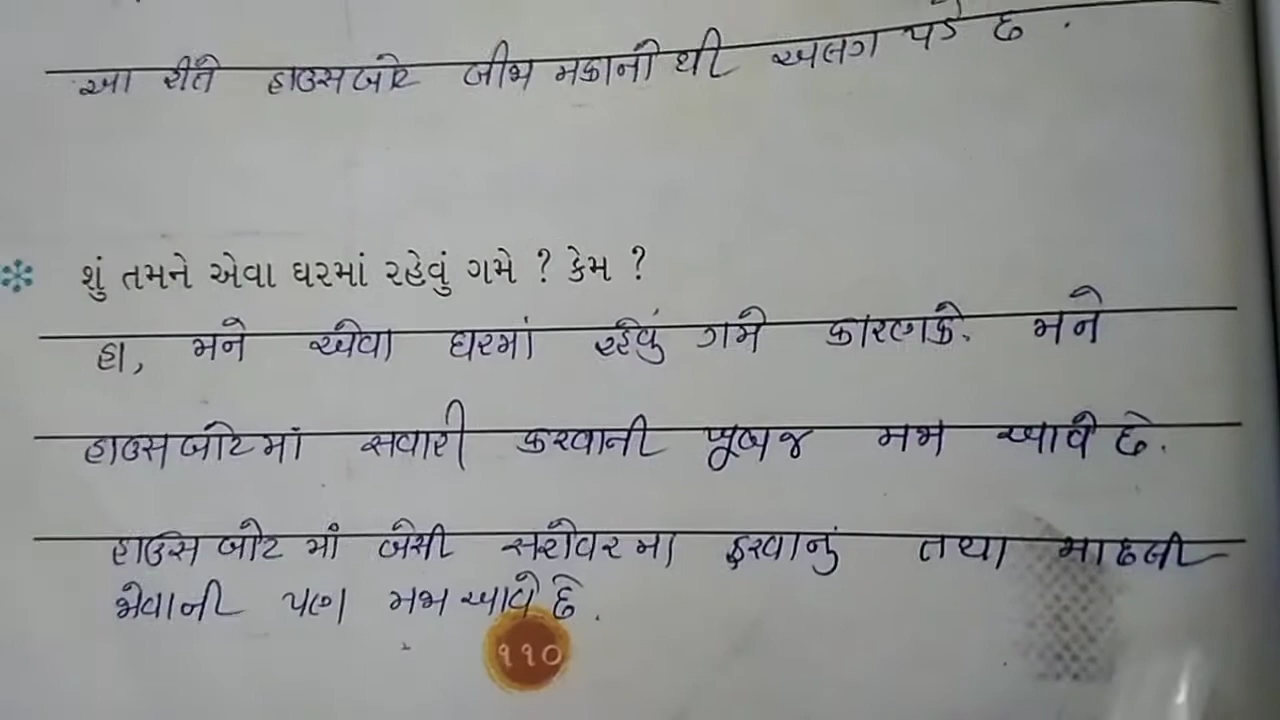 આ રીતે હાઉસબોટ બીજા મકાનોથી અલગ પડે છે.
શું તમને એવા ઘરમાં રહેવું ગમે ? કેમ ?
હા, મને એવા ઘરમાં રહેવું ગમે કારણકે. મને
હાઉસબોટમાં સવારી કરવાની ખૂબજ મજા આવે છે.
હાઉસબોટ માં બેસી સરોવરમા ફરવાનું તથા માછલી
જોવાની પણ મજા આવે છે.
૧૧૦